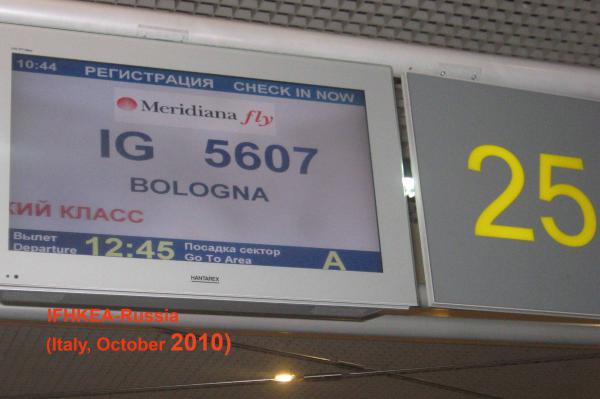 10:44 РЕГИСТРАЦИЯ CHECK IN NOW
Meridiana fly
IG 5607
BOLOGNA
КИЙ КЛАСС
Вылет
Departure 12:45
Посадка сектор
Go To Area A
HANTAREX
25
IFHKEA-Russia
(Italy, October 2010)